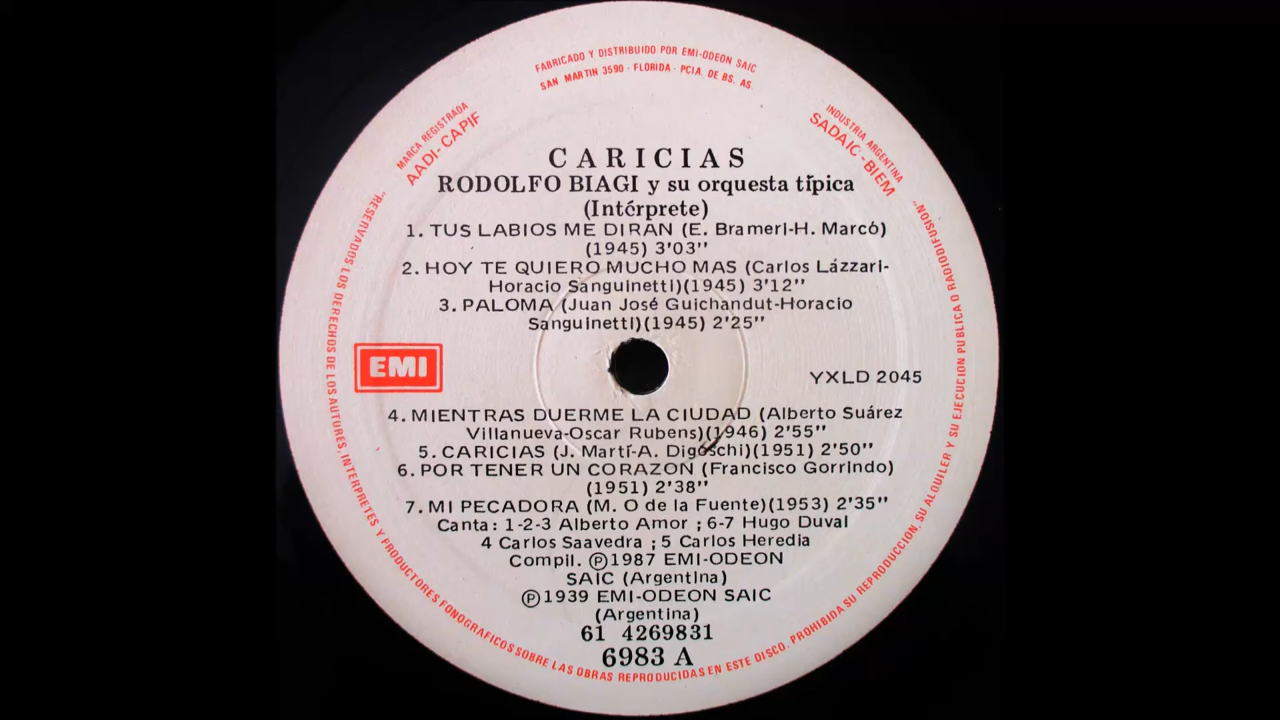 FABRICADO Y DISTRIBUIDO POR EMI-ODEON SAIC
SAN MARTIN 3590 - FLORIDA - PCIA. DE BS. AS.
MARCA REGISTRADA
AADI-CAPIF
INDUSTRIA ARGENTINA
SADAIC-BIEM
CARICIAS
RODOLFO BIAGI y su orquesta típica
(Intérprete)
1. TUS LABIOS ME DIRAN (E. Brameri-H. Marcó)
(1945) 3'03"
2. HOY TE QUIERO MUCHO MAS (Carlos Lázzari-
Horacio Sanguinetti)(1945) 3'12"
3. PALOMA (Juan José Guichandut-Horacio
Sanguinetti)(1945) 2'25"
EMI
YXLD 2045
4. MIENTRAS DUERME LA CIUDAD (Alberto Suárez
Villanueva-Oscar Rubens)(1946) 2'55"
5. CARICIAS (J. Martí-A. Digoschi)(1951) 2'50"
6. POR TENER UN CORAZON (Francisco Gorrindo)
(1951) 2'38"
7. MI PECADORA (M. O de la Fuente)(1953) 2'35"
Canta: 1-2-3 Alberto Amor ; 6-7 Hugo Duval
4 Carlos Saavedra ; 5 Carlos Heredia
Compil. ℗1987 EMI-ODEON
SAIC (Argentina)
℗1939 EMI-ODEON SAIC
(Argentina)
61 4269831
6983 A
"RESERVADOS LOS DERECHOS DE LOS AUTORES, INTERPRETES Y PRODUCTORES FONOGRAFICOS SOBRE LAS OBRAS REPRODUCIDAS EN ESTE DISCO. PROHIBIDA SU REPRODUCCION, SU ALQUILER Y SU EJECUCION PUBLICA O RADIODIFUSION"